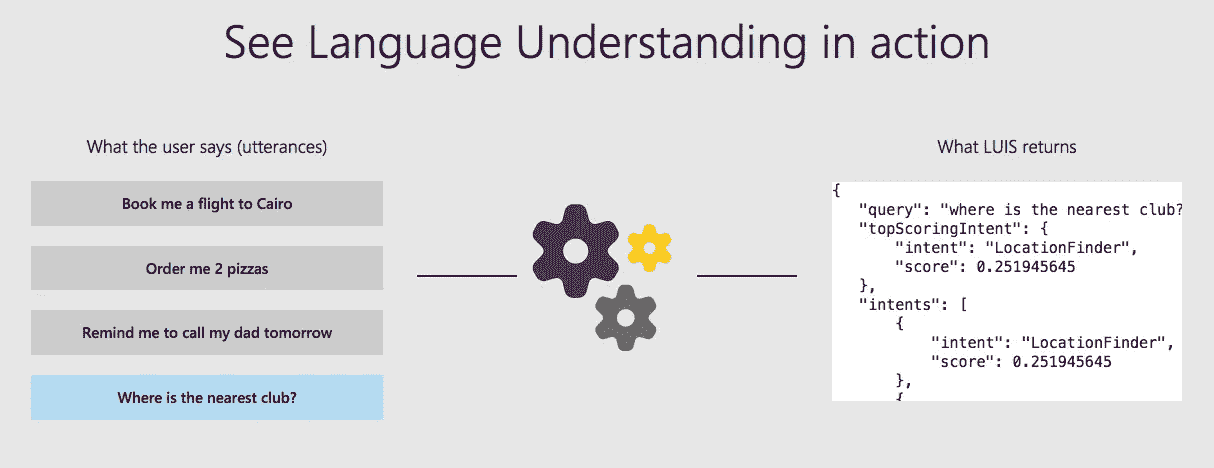 See Language Understanding in action
What the user says (utterances)
Book me a flight to Cairo
Order me 2 pizzas
Remind me to call my dad tomorrow
Where is the nearest club?
What LUIS returns
{
"query": "where is the nearest club?
"topScoringIntent": {
"intent": "LocationFinder",
"score": 0.251945645
},
"intents": [
{
"intent": "LocationFinder",
"score": 0.251945645
},
{